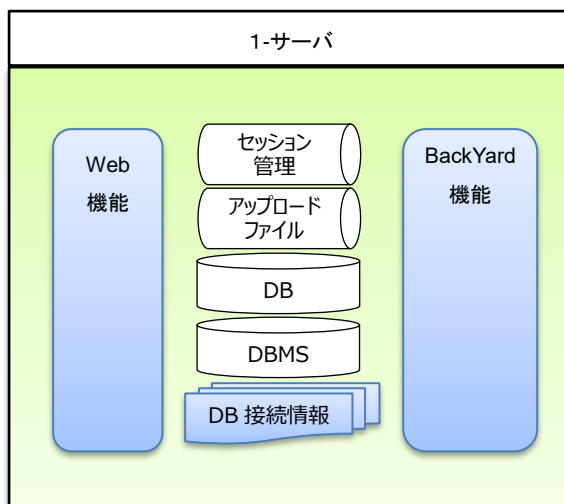 1-サーバ
Web
機能
セッション
管理
アップロード
ファイル
DB
DBMS
DB 接続情報
BackYard
機能